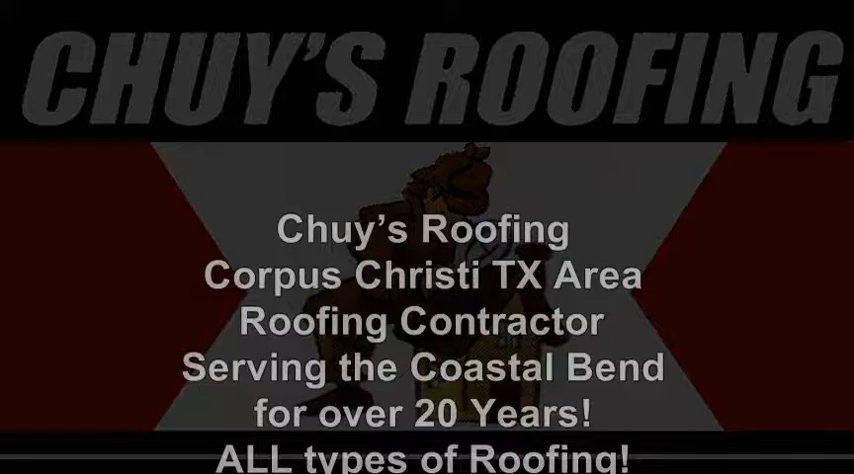 CHUY'S ROOFING
Chuy's Roofing
Corpus Christi TX Area
Roofing Contractor
Serving the Coastal Bend
for over 20 Years!
ALL types of Roofing!